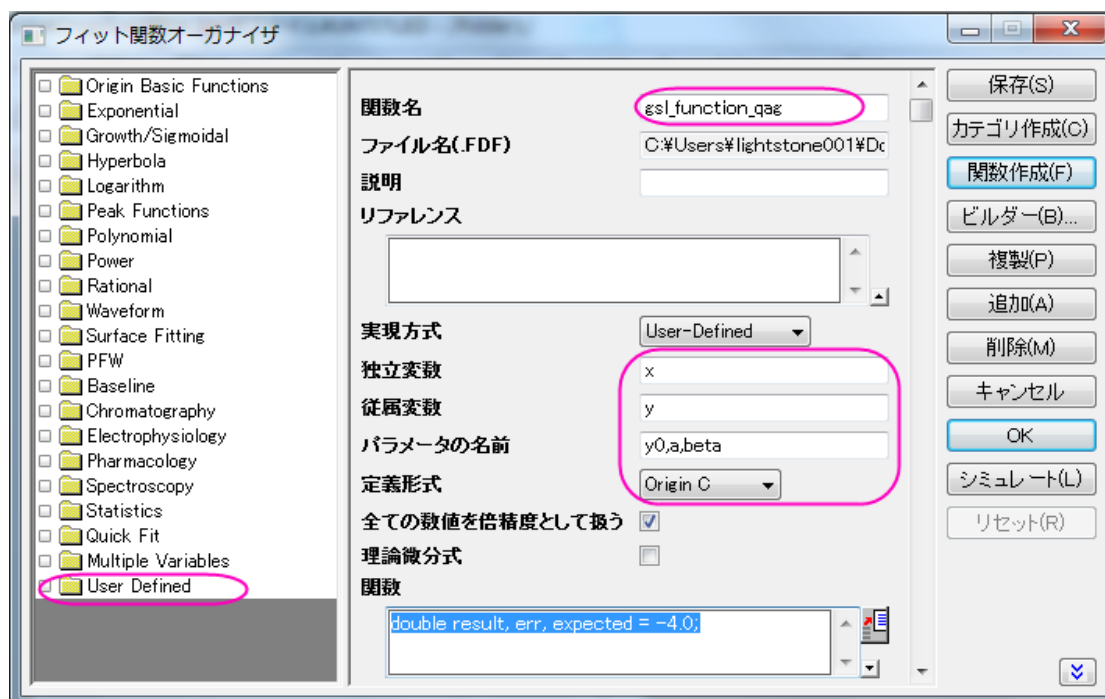 フィット関数オーガナイザ
Origin Basic Functions
Exponential
Growth/Sigmoidal
Hyperbola
Logarithm
Peak Functions
Polynomial
Power
Rational
Waveform
Surface Fitting
PFW
Baseline
Chromatography
Electrophysiology
Pharmacology
Spectroscopy
Statistics
Quick Fit
Multiple Variables
User Defined
関数名 gsl_function_qag
ファイル名(.FDF) C:¥Users¥lightstone001¥Dc
説明
リファレンス
実現方式 User-Defined
独立変数 x
従属変数 y
パラメータの名前 y0,a,beta
定義形式 Origin C
全ての数値を倍精度として扱う
理論微分式
関数
double result, err, expected = -4.0;
保存(S)
カテゴリ作成(C)
関数作成(F)
ビルダー(B)...
複製(P)
追加(A)
削除(M)
キャンセル
OK
シミュレート(L)
リセット(R)